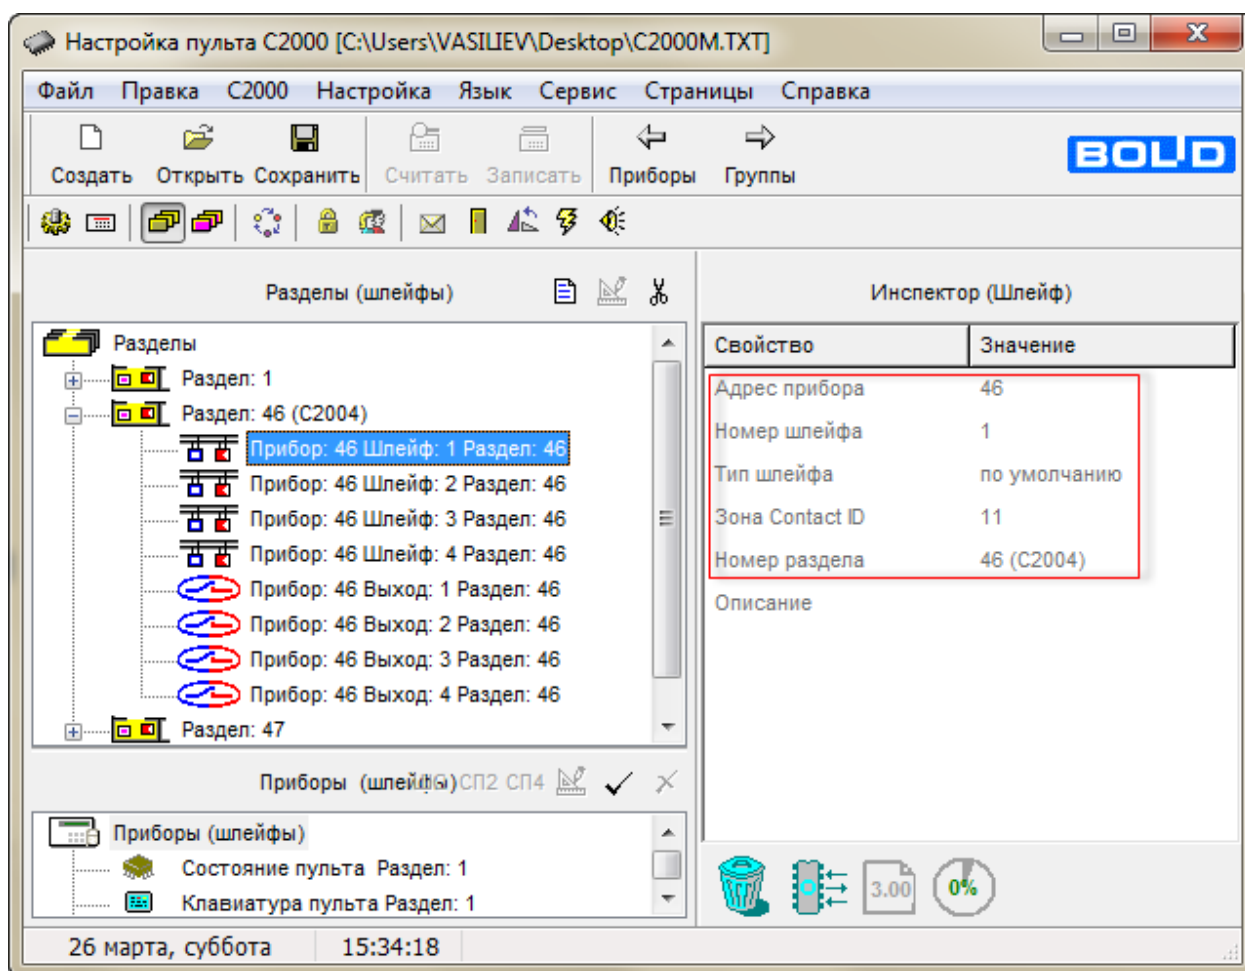 Настройка пульта C2000 [C:\Users\VASILIEV\Desktop\C2000M.TXT]
Файл Правка C2000 Настройка Язык Сервис Страницы Справка
Создать Открыть Сохранить Считать Записать Приборы Группы
BOLID
Разделы (шлейфы)
Разделы
Раздел: 1
Раздел: 46 (C2004)
Прибор: 46 Шлейф: 1 Раздел: 46
Прибор: 46 Шлейф: 2 Раздел: 46
Прибор: 46 Шлейф: 3 Раздел: 46
Прибор: 46 Шлейф: 4 Раздел: 46
Прибор: 46 Выход: 1 Раздел: 46
Прибор: 46 Выход: 2 Раздел: 46
Прибор: 46 Выход: 3 Раздел: 46
Прибор: 46 Выход: 4 Раздел: 46
Раздел: 47
Приборы (шлейфы) СП2 СП4
Приборы (шлейфы)
Состояние пульта Раздел: 1
Клавиатура пульта Раздел: 1
Инспектор (Шлейф)
Свойство Значение
Адрес прибора 46
Номер шлейфа 1
Тип шлейфа по умолчанию
Зона Contact ID 11
Номер раздела 46 (C2004)
Описание
3.00 0%
26 марта, суббота 15:34:18